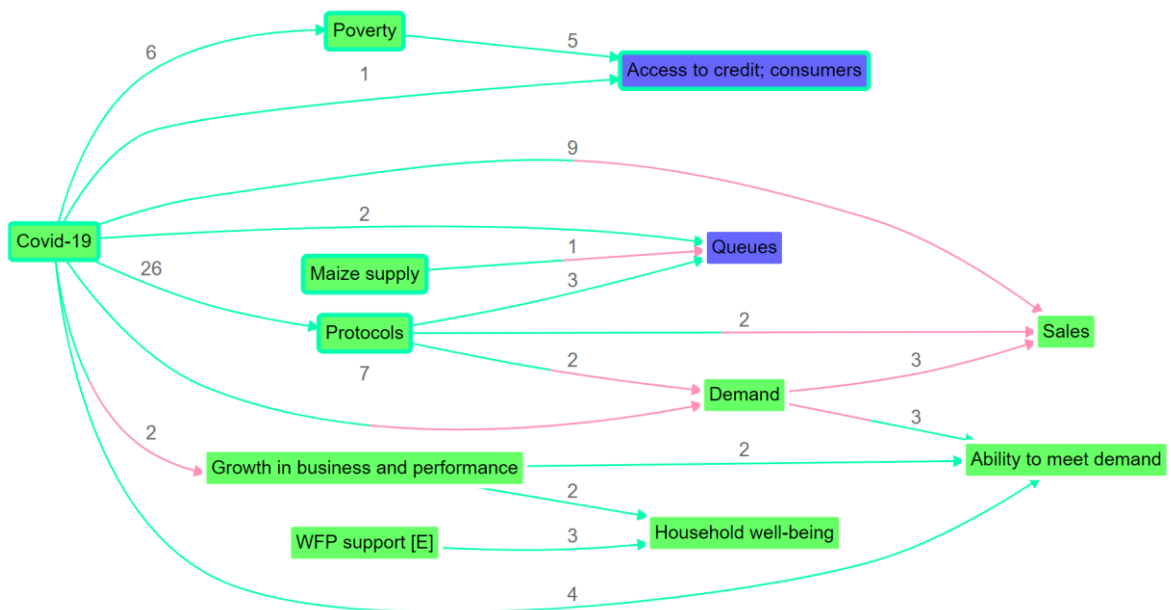 Poverty
6
5
Access to credit; consumers
1
9
Covid-19
2
Queues
1
Maize supply
26
3
Protocols
2
Sales
2
7
3
Demand
3
2
2
Growth in business and performance
Ability to meet demand
2
WFP support [E]
3
Household well-being
4